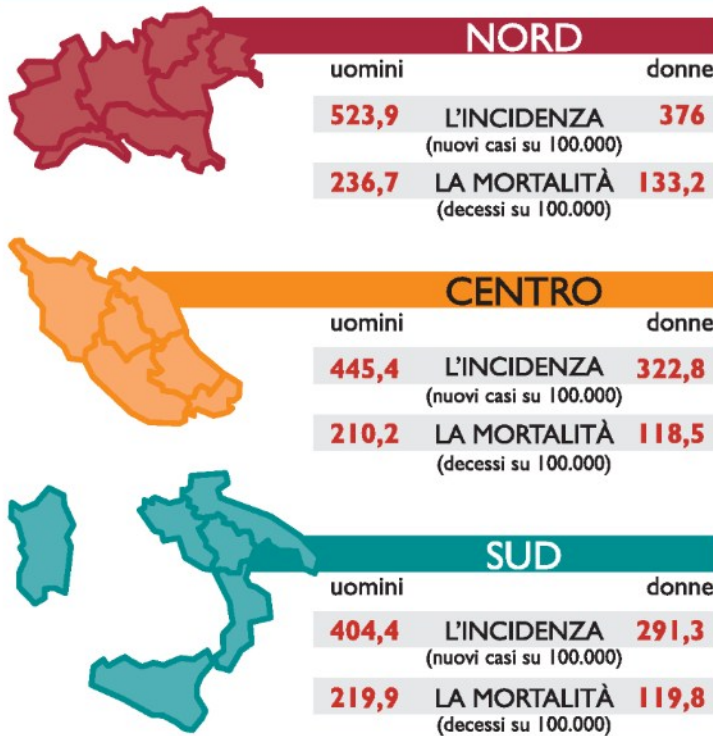 NORD
uomini donne
523,9 L'INCIDENZA 376
(nuovi casi su 100.000)
236,7 LA MORTALITÀ 133,2
(decessi su 100.000)
CENTRO
uomini donne
445,4 L'INCIDENZA 322,8
(nuovi casi su 100.000)
210,2 LA MORTALITÀ 118,5
(decessi su 100.000)
SUD
uomini donne
404,4 L'INCIDENZA 291,3
(nuovi casi su 100.000)
219,9 LA MORTALITÀ 119,8
(decessi su 100.000)